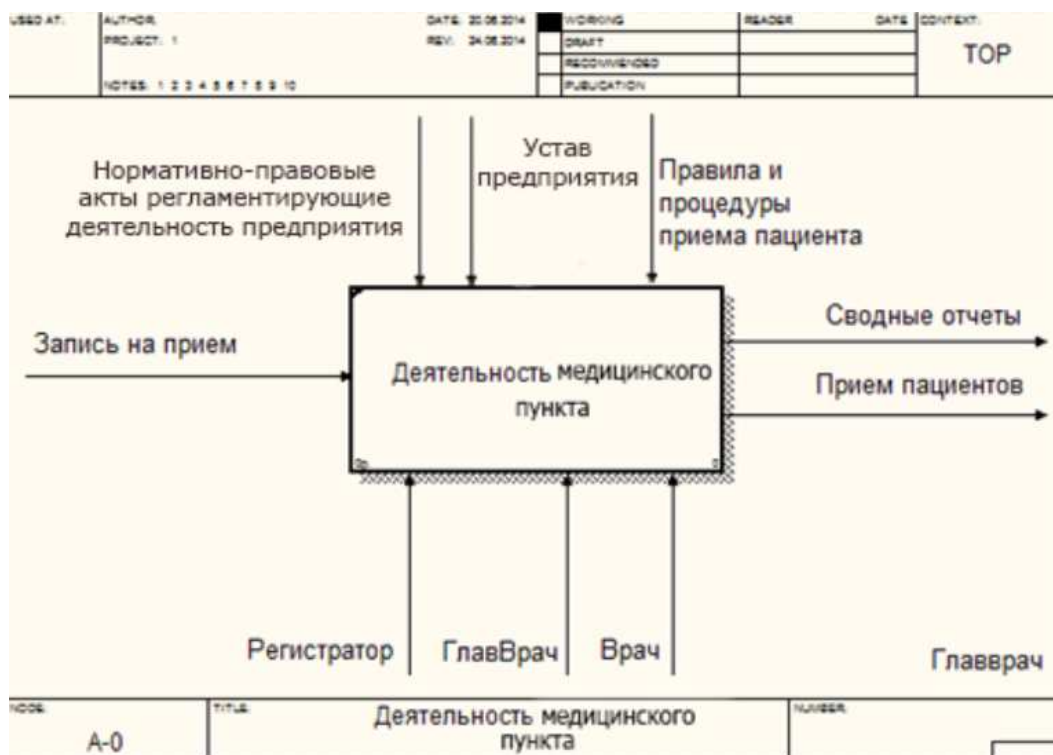 USED AT:
AUTHOR:
DATE: 20.06.2014
WORKING
READER
DATE
CONTEXT:
PROJECT: 1
REV: 24.06.2014
DRAFT
TOP
RECOMMENDED
NOTES: 1 2 3 4 5 6 7 8 9 10
PUBLICATION
Нормативно-правовые
акты регламентирующие
деятельность предприятия
Устав
предприятия
Правила и
процедуры
приема пациента
Запись на прием
Деятельность медицинского
пункта
0р.
0
Сводные отчеты
Прием пациентов
Регистратор
ГлавВрач
Врач
Главврач
NODE:
TITLE:
NUMBER:
A-0
Деятельность медицинского
пункта